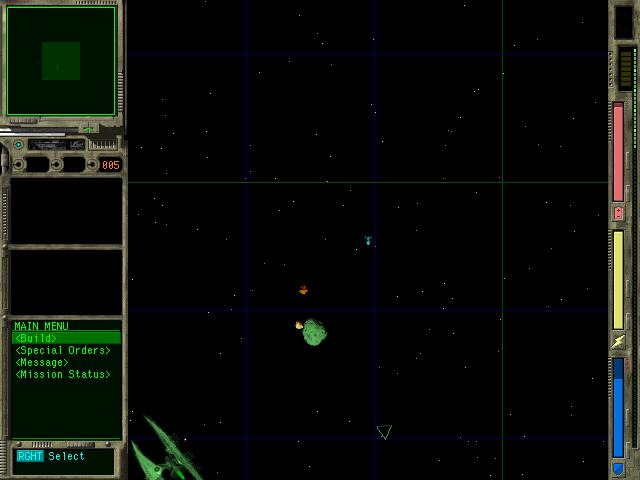 005
MAIN MENU
<Build>
<Special Orders>
<Message>
<Mission Status>
RGHT Select